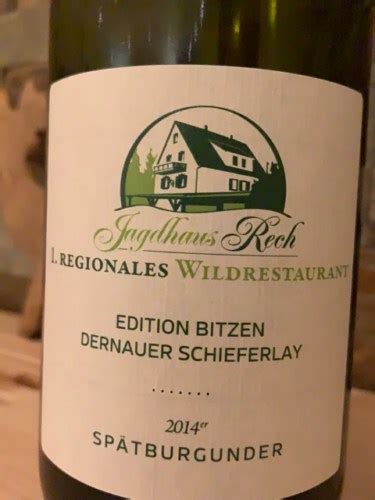 Jagdhaus Rech
1. REGIONALES WILDRESTAURANT
EDITION BITZEN
DERNAUER SCHIEFERLAY
.......
2014er
SPÄTBURGUNDER